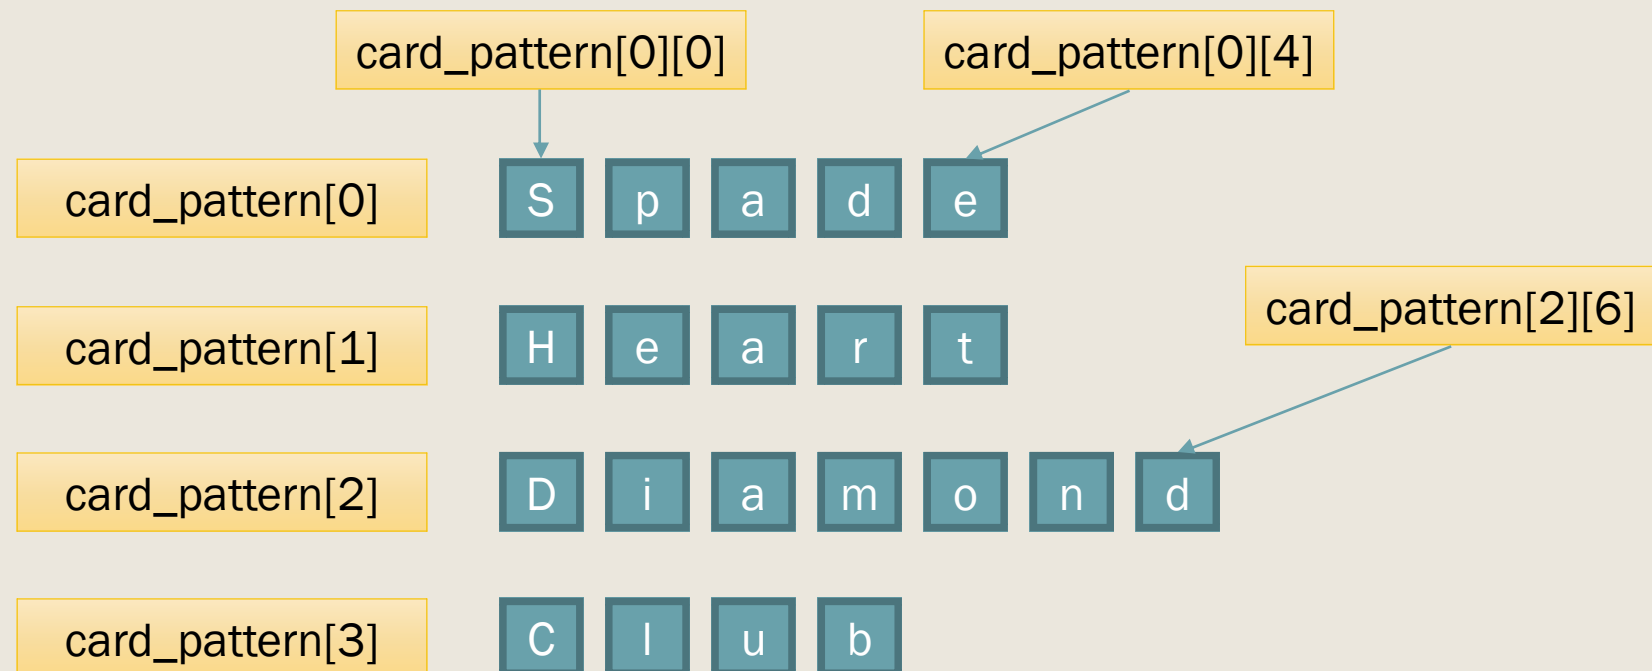 card_pattern[0][0] card_pattern[0][4]
card_pattern[0] S p a d e
card_pattern[2][6]
card_pattern[1] H e a r t
card_pattern[2] D i a m o n d
card_pattern[3] C l u b